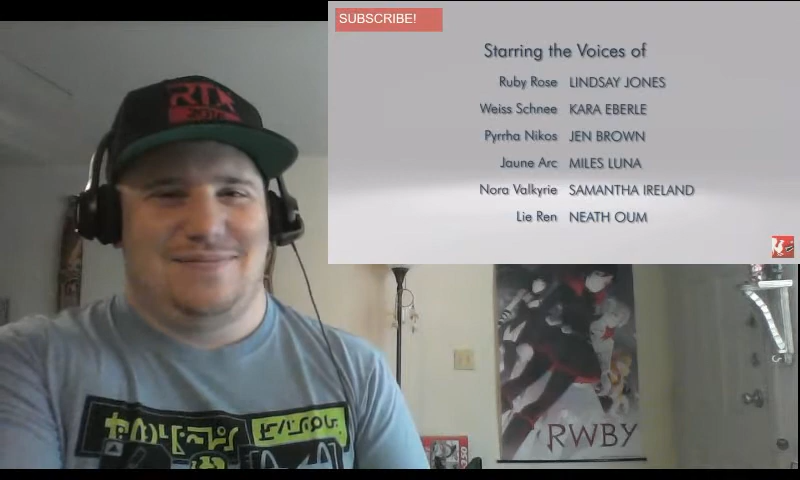 SUBSCRIBE!
Starring the Voices of
Ruby Rose LINDSAY JONES
Weiss Schnee KARA EBERLE
Pyrrha Nikos JEN BROWN
Jaune Arc MILES LUNA
Nora Valkyrie SAMANTHA IRELAND
Lie Ren NEATH OUM
RTX
RWBY